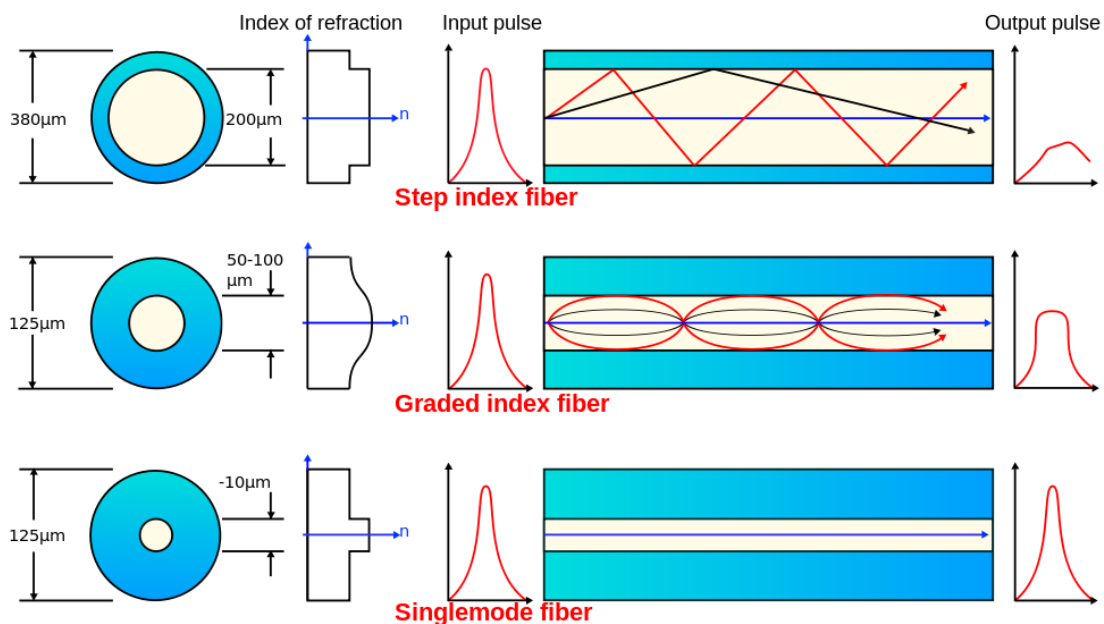 Index of refraction
Input pulse
Output pulse
380μm
200μm
n
Step index fiber
50-100
μm
125μm
n
Graded index fiber
-10μm
125μm
n
Singlemode fiber